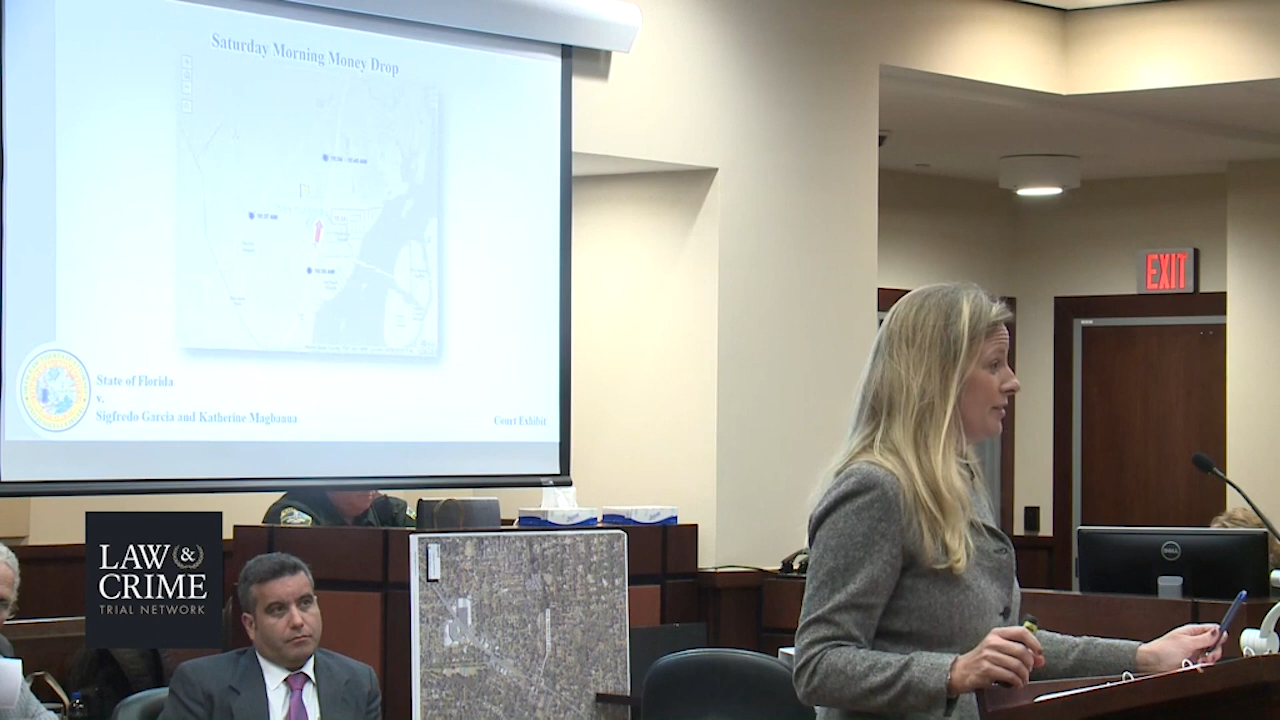 Saturday Morning Money Drop
State of Florida
v.
Sigfredo Garcia and Katherine Magbanua
Court Exhibit
LAW &
CRIME
TRIAL NETWORK
EXIT
DELL